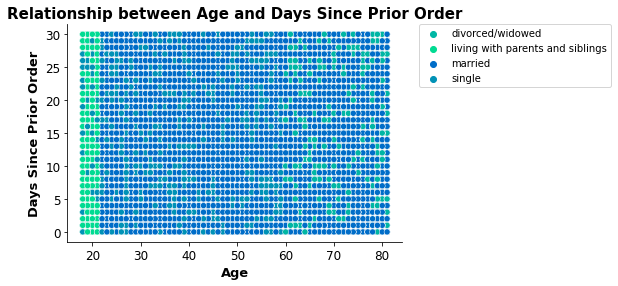 Relationship between Age and Days Since Prior Order
divorced/widowed
living with parents and siblings
married
single
Days Since Prior Order
30
25
20
15
10
5
0
20 30 40 50 60 70 80
Age